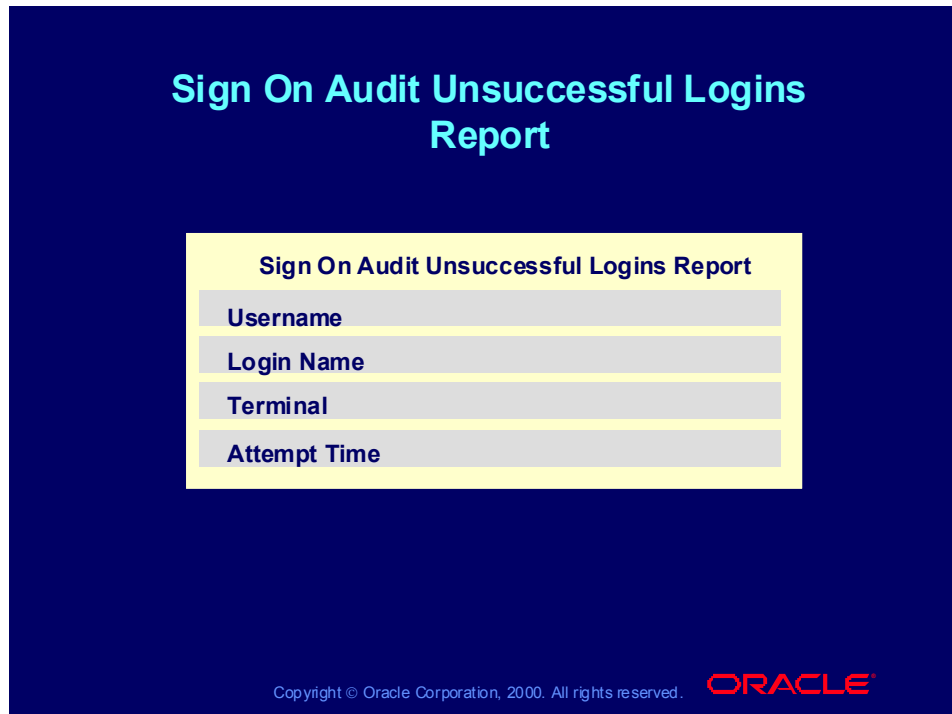 Sign On Audit Unsuccessful Logins
Report
Sign On Audit Unsuccessful Logins Report
Username
Login Name
Terminal
Attempt Time
Copyright © Oracle Corporation, 2000. All rights reserved.
ORACLE®